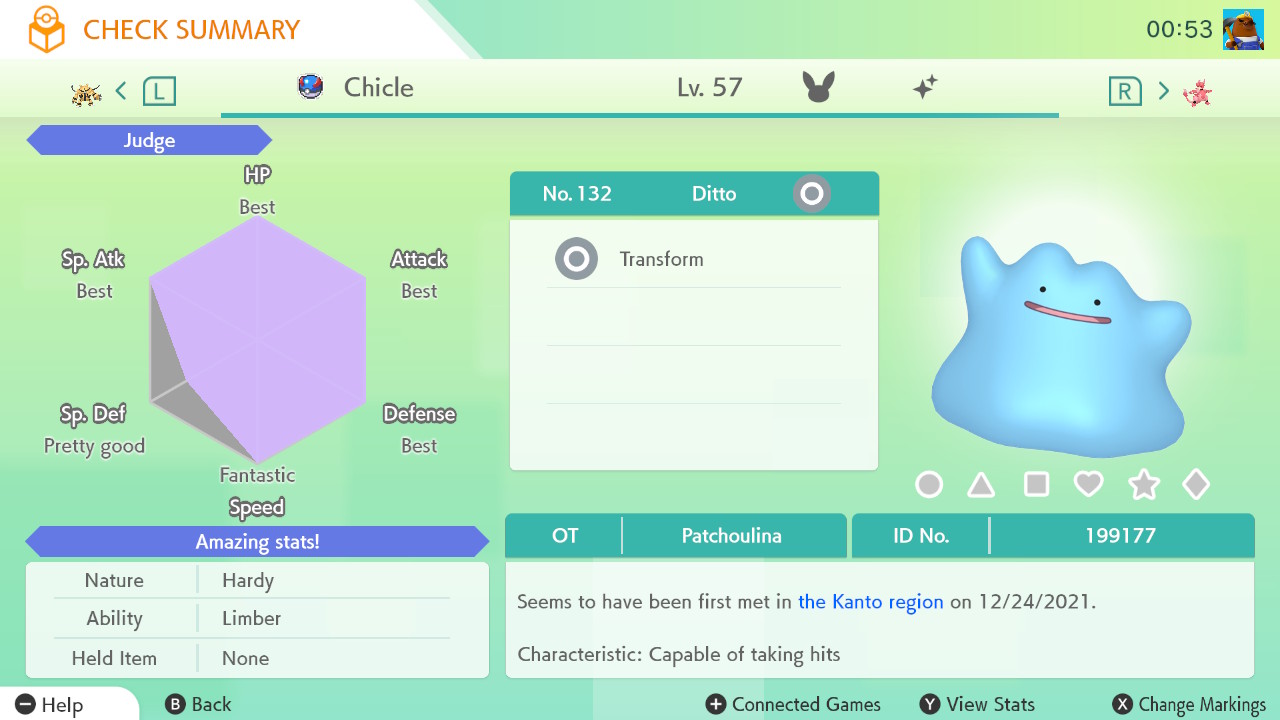 CHECK SUMMARY
00:53
L
Chicle
Lv. 57
R
Judge
HP
Best
Sp. Atk
Best
Attack
Best
Sp. Def
Pretty good
Defense
Best
Fantastic
Speed
Amazing stats!
Nature Hardy
Ability Limber
Held Item None
No. 132 Ditto
Transform
OT Patchoulina
ID No. 199177
Seems to have been first met in the Kanto region on 12/24/2021.
Characteristic: Capable of taking hits
Help
B Back
Connected Games
Y View Stats
X Change Markings